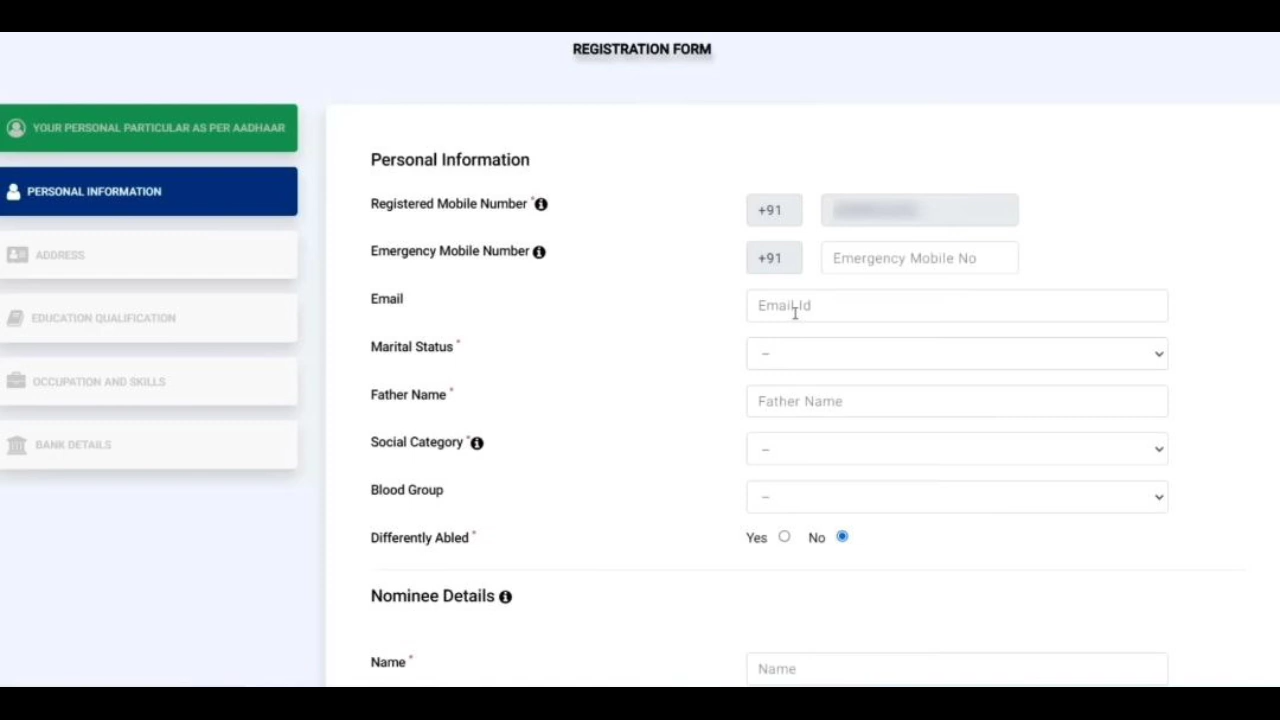 REGISTRATION FORM
YOUR PERSONAL PARTICULAR AS PER AADHAAR
PERSONAL INFORMATION
ADDRESS
EDUCATION QUALIFICATION
OCCUPATION AND SKILLS
BANK DETAILS
Personal Information
Registered Mobile Number * +91
Emergency Mobile Number +91 Emergency Mobile No
Email Email Id
Marital Status * --
Father Name * Father Name
Social Category * --
Blood Group --
Differently Abled * Yes No
Nominee Details
Name * Name